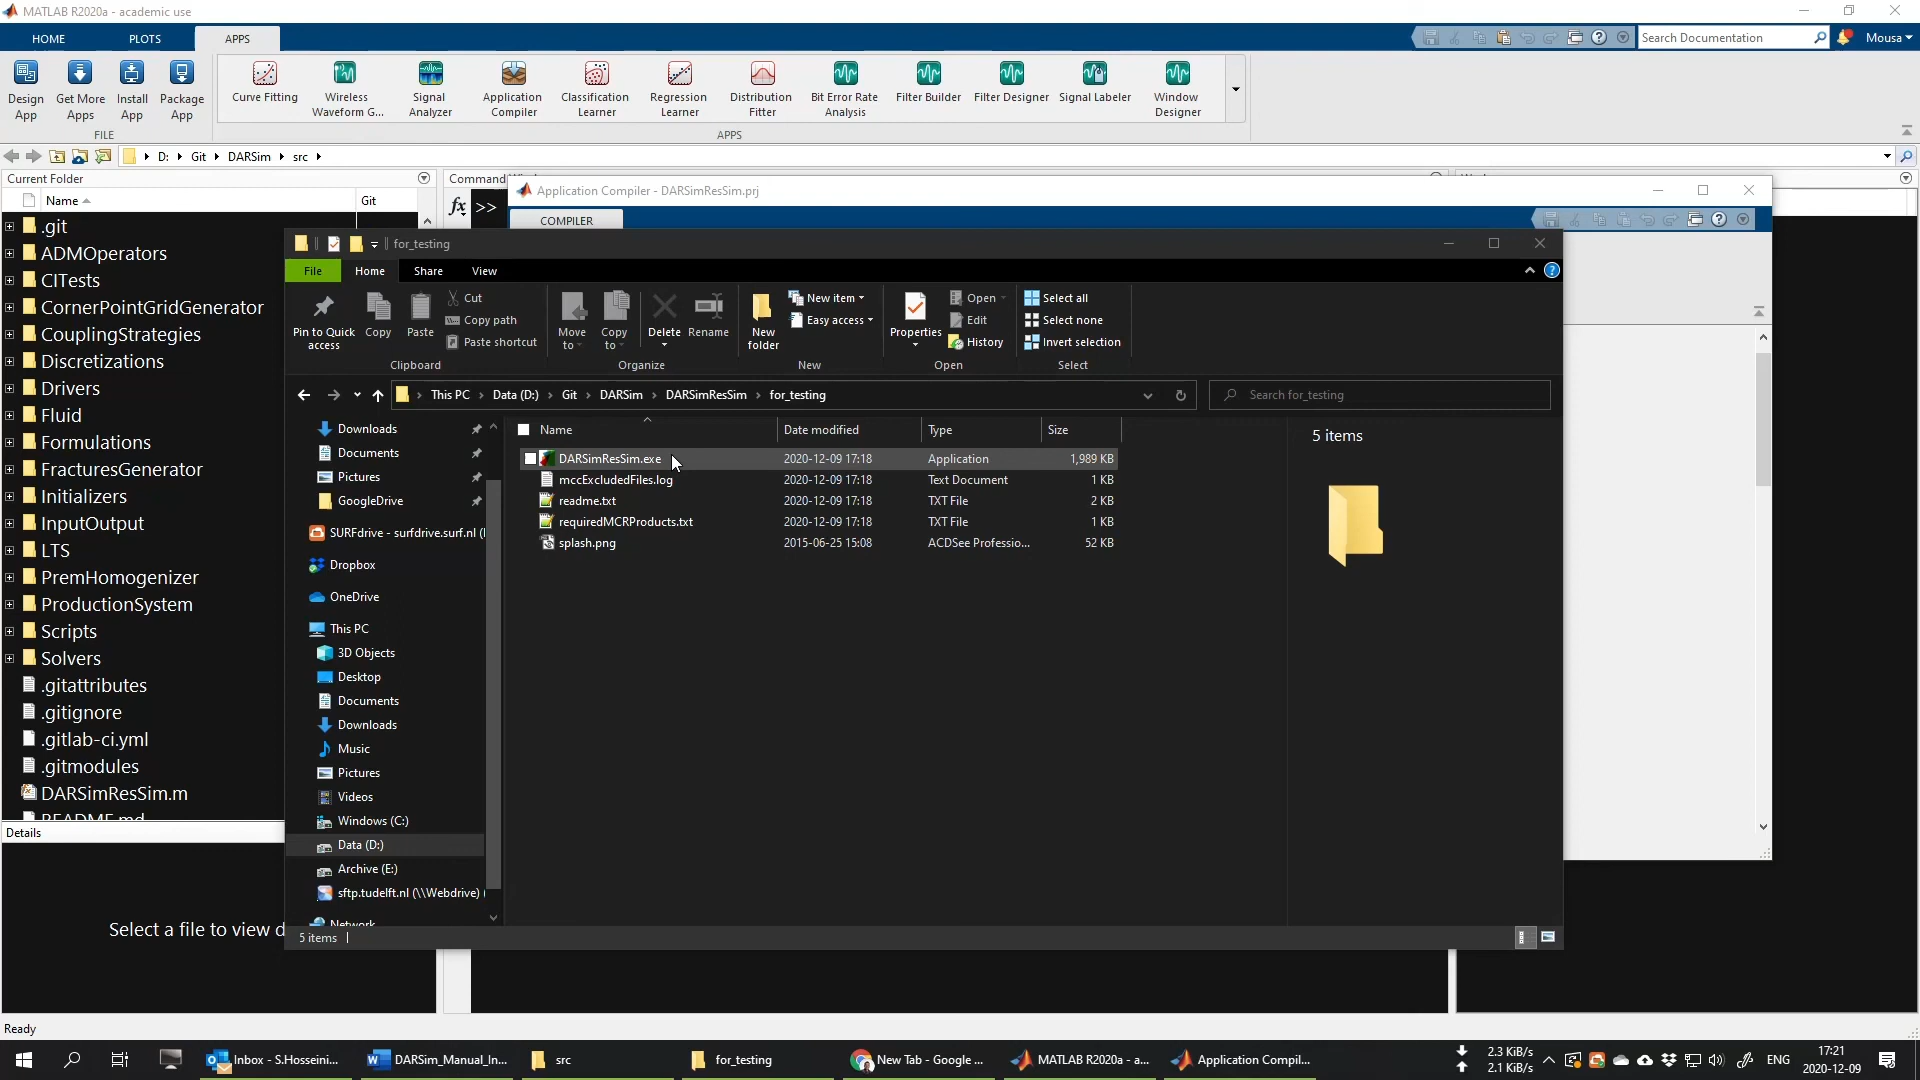 MATLAB R2020a - academic use
HOME
PLOTS
APPS
Search Documentation
Mousa
Design App
Get More Apps
Install App
Package App
Curve Fitting
Wireless Waveform G...
Signal Analyzer
Application Compiler
Classification Learner
Regression Learner
Distribution Fitter
Bit Error Rate Analysis
Filter Builder
Filter Designer
Signal Labeler
Window Designer
FILE
APPS
D: Git DARSim src
Current Folder
Name
Git
fx >>
.git
ADMOperators
CITests
CornerPointGridGenerator
CouplingStrategies
Discretizations
Drivers
Fluid
Formulations
FracturesGenerator
Initializers
InputOutput
LTS
PremHomogenizer
ProductionSystem
Scripts
Solvers
.gitattributes
.gitignore
.gitlab-ci.yml
.gitmodules
DARSimResSim.m
README.md
Details
Select a file to view d
Ready
Application Compiler - DARSimResSim.prj
COMPILER
for_testing
File
Home
Share
View
Pin to Quick access
Copy
Paste
Cut
Copy path
Paste shortcut
Clipboard
Move to
Copy to
Delete
Rename
Organize
New folder
New item
Easy access
New
Properties
Open
Edit
History
Open
Select all
Select none
Invert selection
Select
This PC Data (D:) Git DARSim DARSimResSim for_testing
Search for_testing
Downloads
Documents
Pictures
GoogleDrive
SURFdrive - surfdrive.surf.nl (
Dropbox
OneDrive
This PC
3D Objects
Desktop
Documents
Downloads
Music
Pictures
Videos
Windows (C:)
Data (D:)
Archive (E:)
sftp.tudelft.nl (\\Webdrive) (
Network
Name Date modified Type Size
DARSimResSim.exe 2020-12-09 17:18 Application 1,989 KB
mccExcludedFiles.log 2020-12-09 17:18 Text Document 1 KB
readme.txt 2020-12-09 17:18 TXT File 2 KB
requiredMCRProducts.txt 2020-12-09 17:18 TXT File 1 KB
splash.png 2015-06-25 15:08 ACDSee Professio... 52 KB
5 items
5 items
Inbox - S.Hosseini...
DARSim_Manual_In...
src
for_testing
New Tab - Google ...
MATLAB R2020a - a...
Application Compil...
2.3 KiB/s
2.1 KiB/s
ENG
17:21
2020-12-09